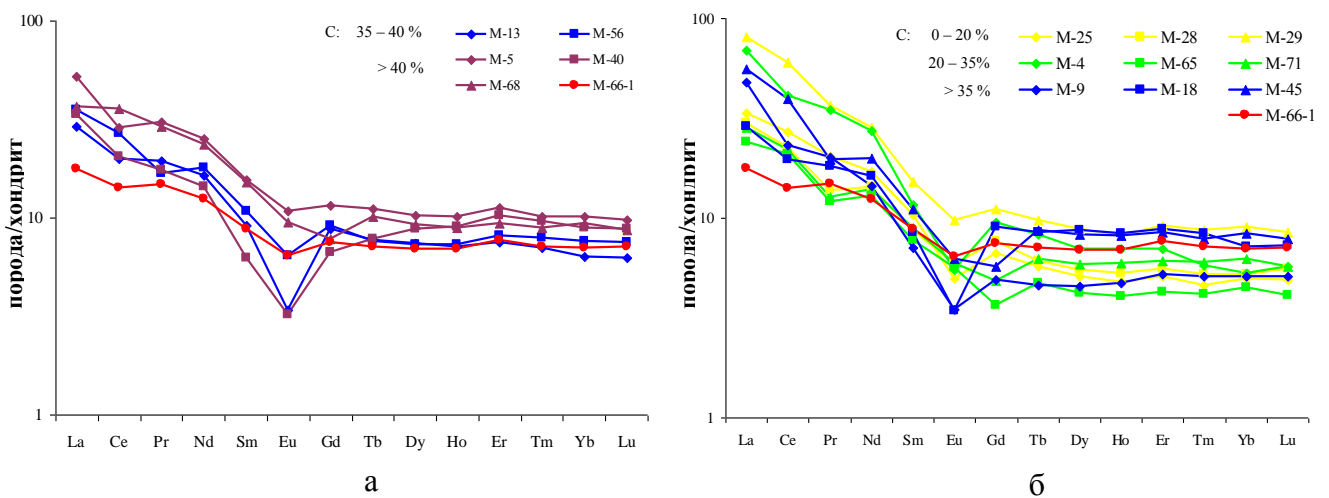 100
10
1
порода/хондрит
C: 35 – 40 %
> 40 %
M-13 M-56
M-5 M-40
M-68 M-66-1
La Ce Pr Nd Sm Eu Gd Tb Dy Ho Er Tm Yb Lu
а
100
10
1
порода/хондрит
C: 0 – 20 %
20 – 35%
> 35 %
M-25 M-28 M-29
M-4 M-65 M-71
M-9 M-18 M-45
M-66-1
La Ce Pr Nd Sm Eu Gd Tb Dy Ho Er Tm Yb Lu
б